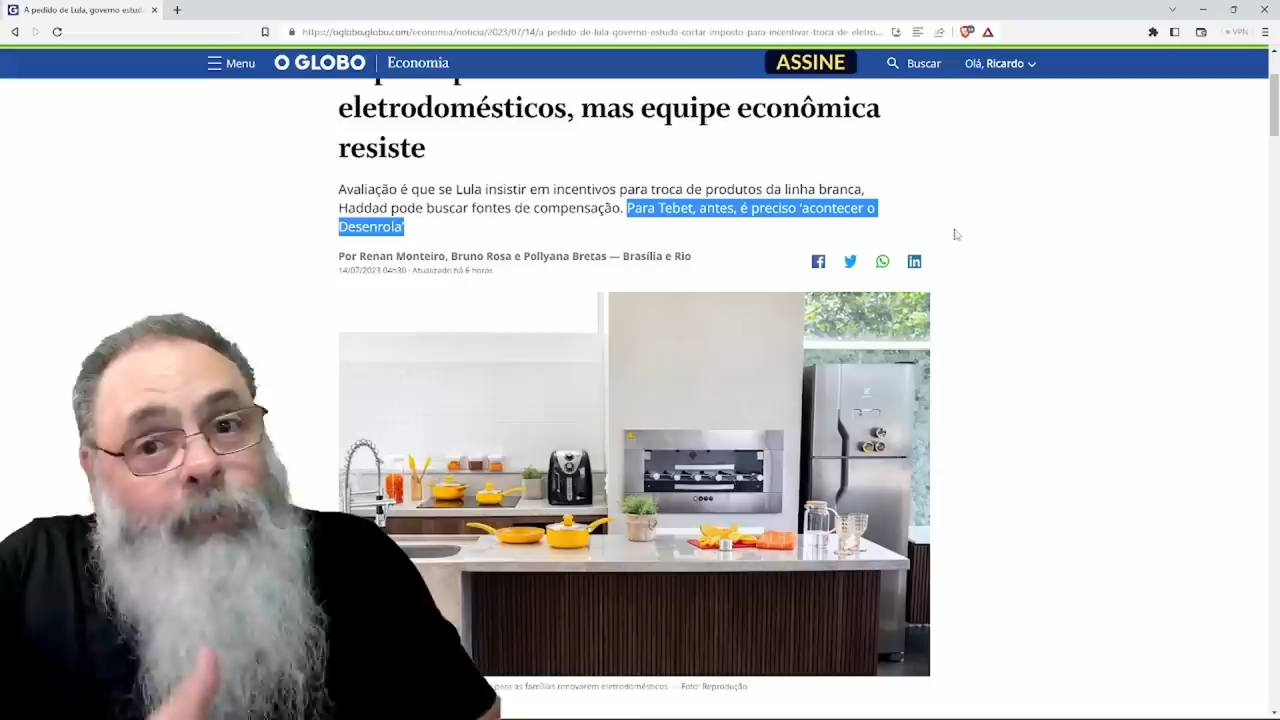 A pedido de Lula, governo estud
https://oglobo.globo.com/economia/noticia/2023/07/14/a-pedido-de-lula-governo-estuda-cortar-imposto-para-incentivar-troca-de-eletro...
VPN
Menu
O GLOBO
Economia
ASSINE
Buscar
Olá, Ricardo
eletrodomésticos, mas equipe econômica
resiste
Avaliação é que se Lula insistir em incentivos para troca de produtos da linha branca,
Haddad pode buscar fontes de compensação. Para Tebet, antes, é preciso 'acontecer o
Desenrola'
Por Renan Monteiro, Bruno Rosa e Pollyana Bretas — Brasília e Rio
14/07/2023 04h30 · Atualizado há 6 horas
as famílias renovarem eletrodomésticos — Foto: Reprodução